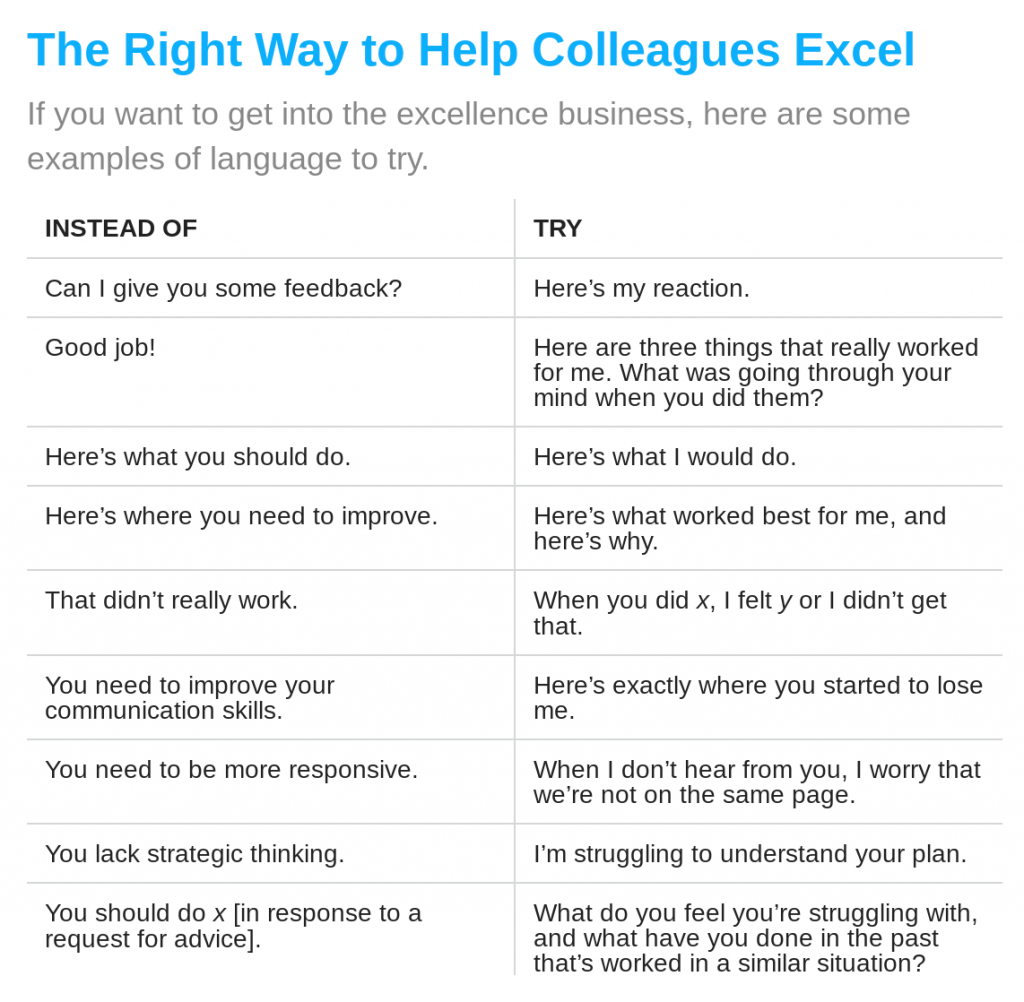 The Right Way to Help Colleagues Excel
If you want to get into the excellence business, here are some
examples of language to try.
INSTEAD OF
TRY
Can I give you some feedback?
Here’s my reaction.
Good job!
Here are three things that really worked
for me. What was going through your
mind when you did them?
Here’s what you should do.
Here’s what I would do.
Here’s where you need to improve.
Here’s what worked best for me, and
here’s why.
That didn’t really work.
When you did x, I felt y or I didn’t get
that.
You need to improve your
communication skills.
Here’s exactly where you started to lose
me.
You need to be more responsive.
When I don’t hear from you, I worry that
we’re not on the same page.
You lack strategic thinking.
I’m struggling to understand your plan.
You should do x [in response to a
request for advice].
What do you feel you’re struggling with,
and what have you done in the past
that’s worked in a similar situation?